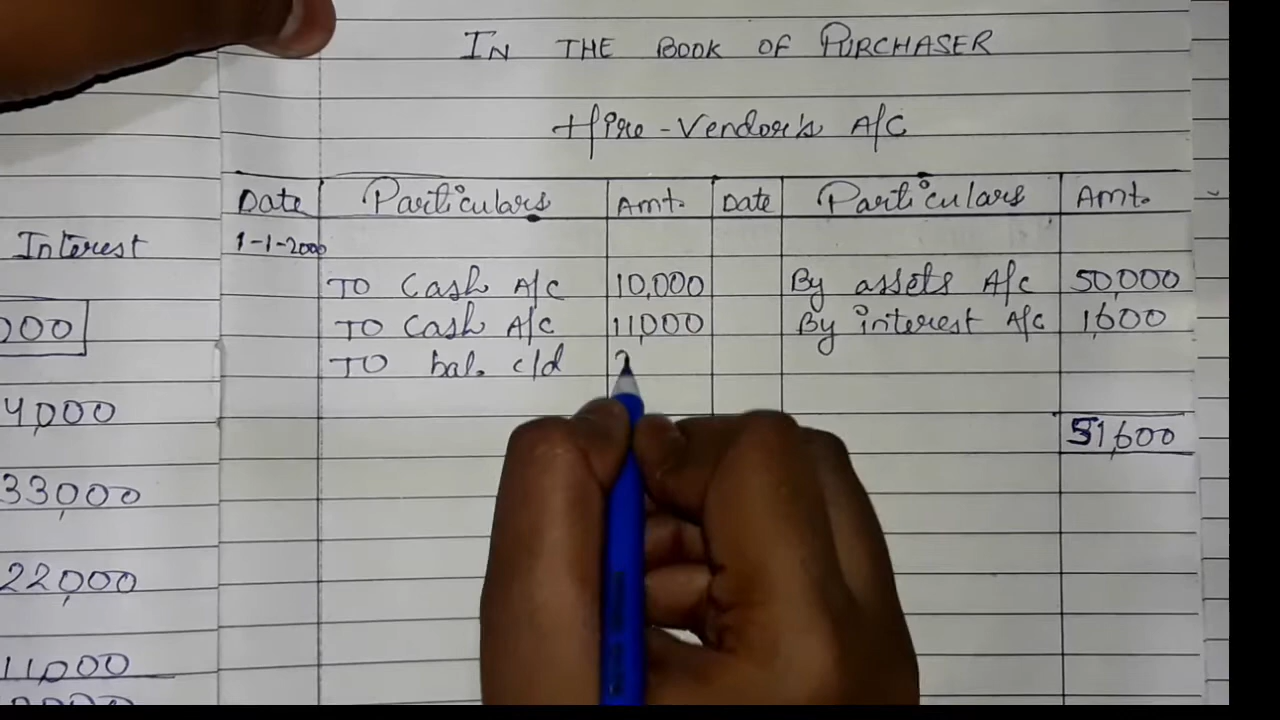 IN THE BOOK OF PURCHASER
Hire-Vendor's A/C
Date Particulars Amt. Date Particulars Amt.
Interest
1-1-2000
TO Cash A/C 10,000 By assets A/C 50,000
TO Cash A/C 11,000 By interest A/C 1,600
000
TO bal. c/d
4,000
51,600
33,000
22,000
11,000